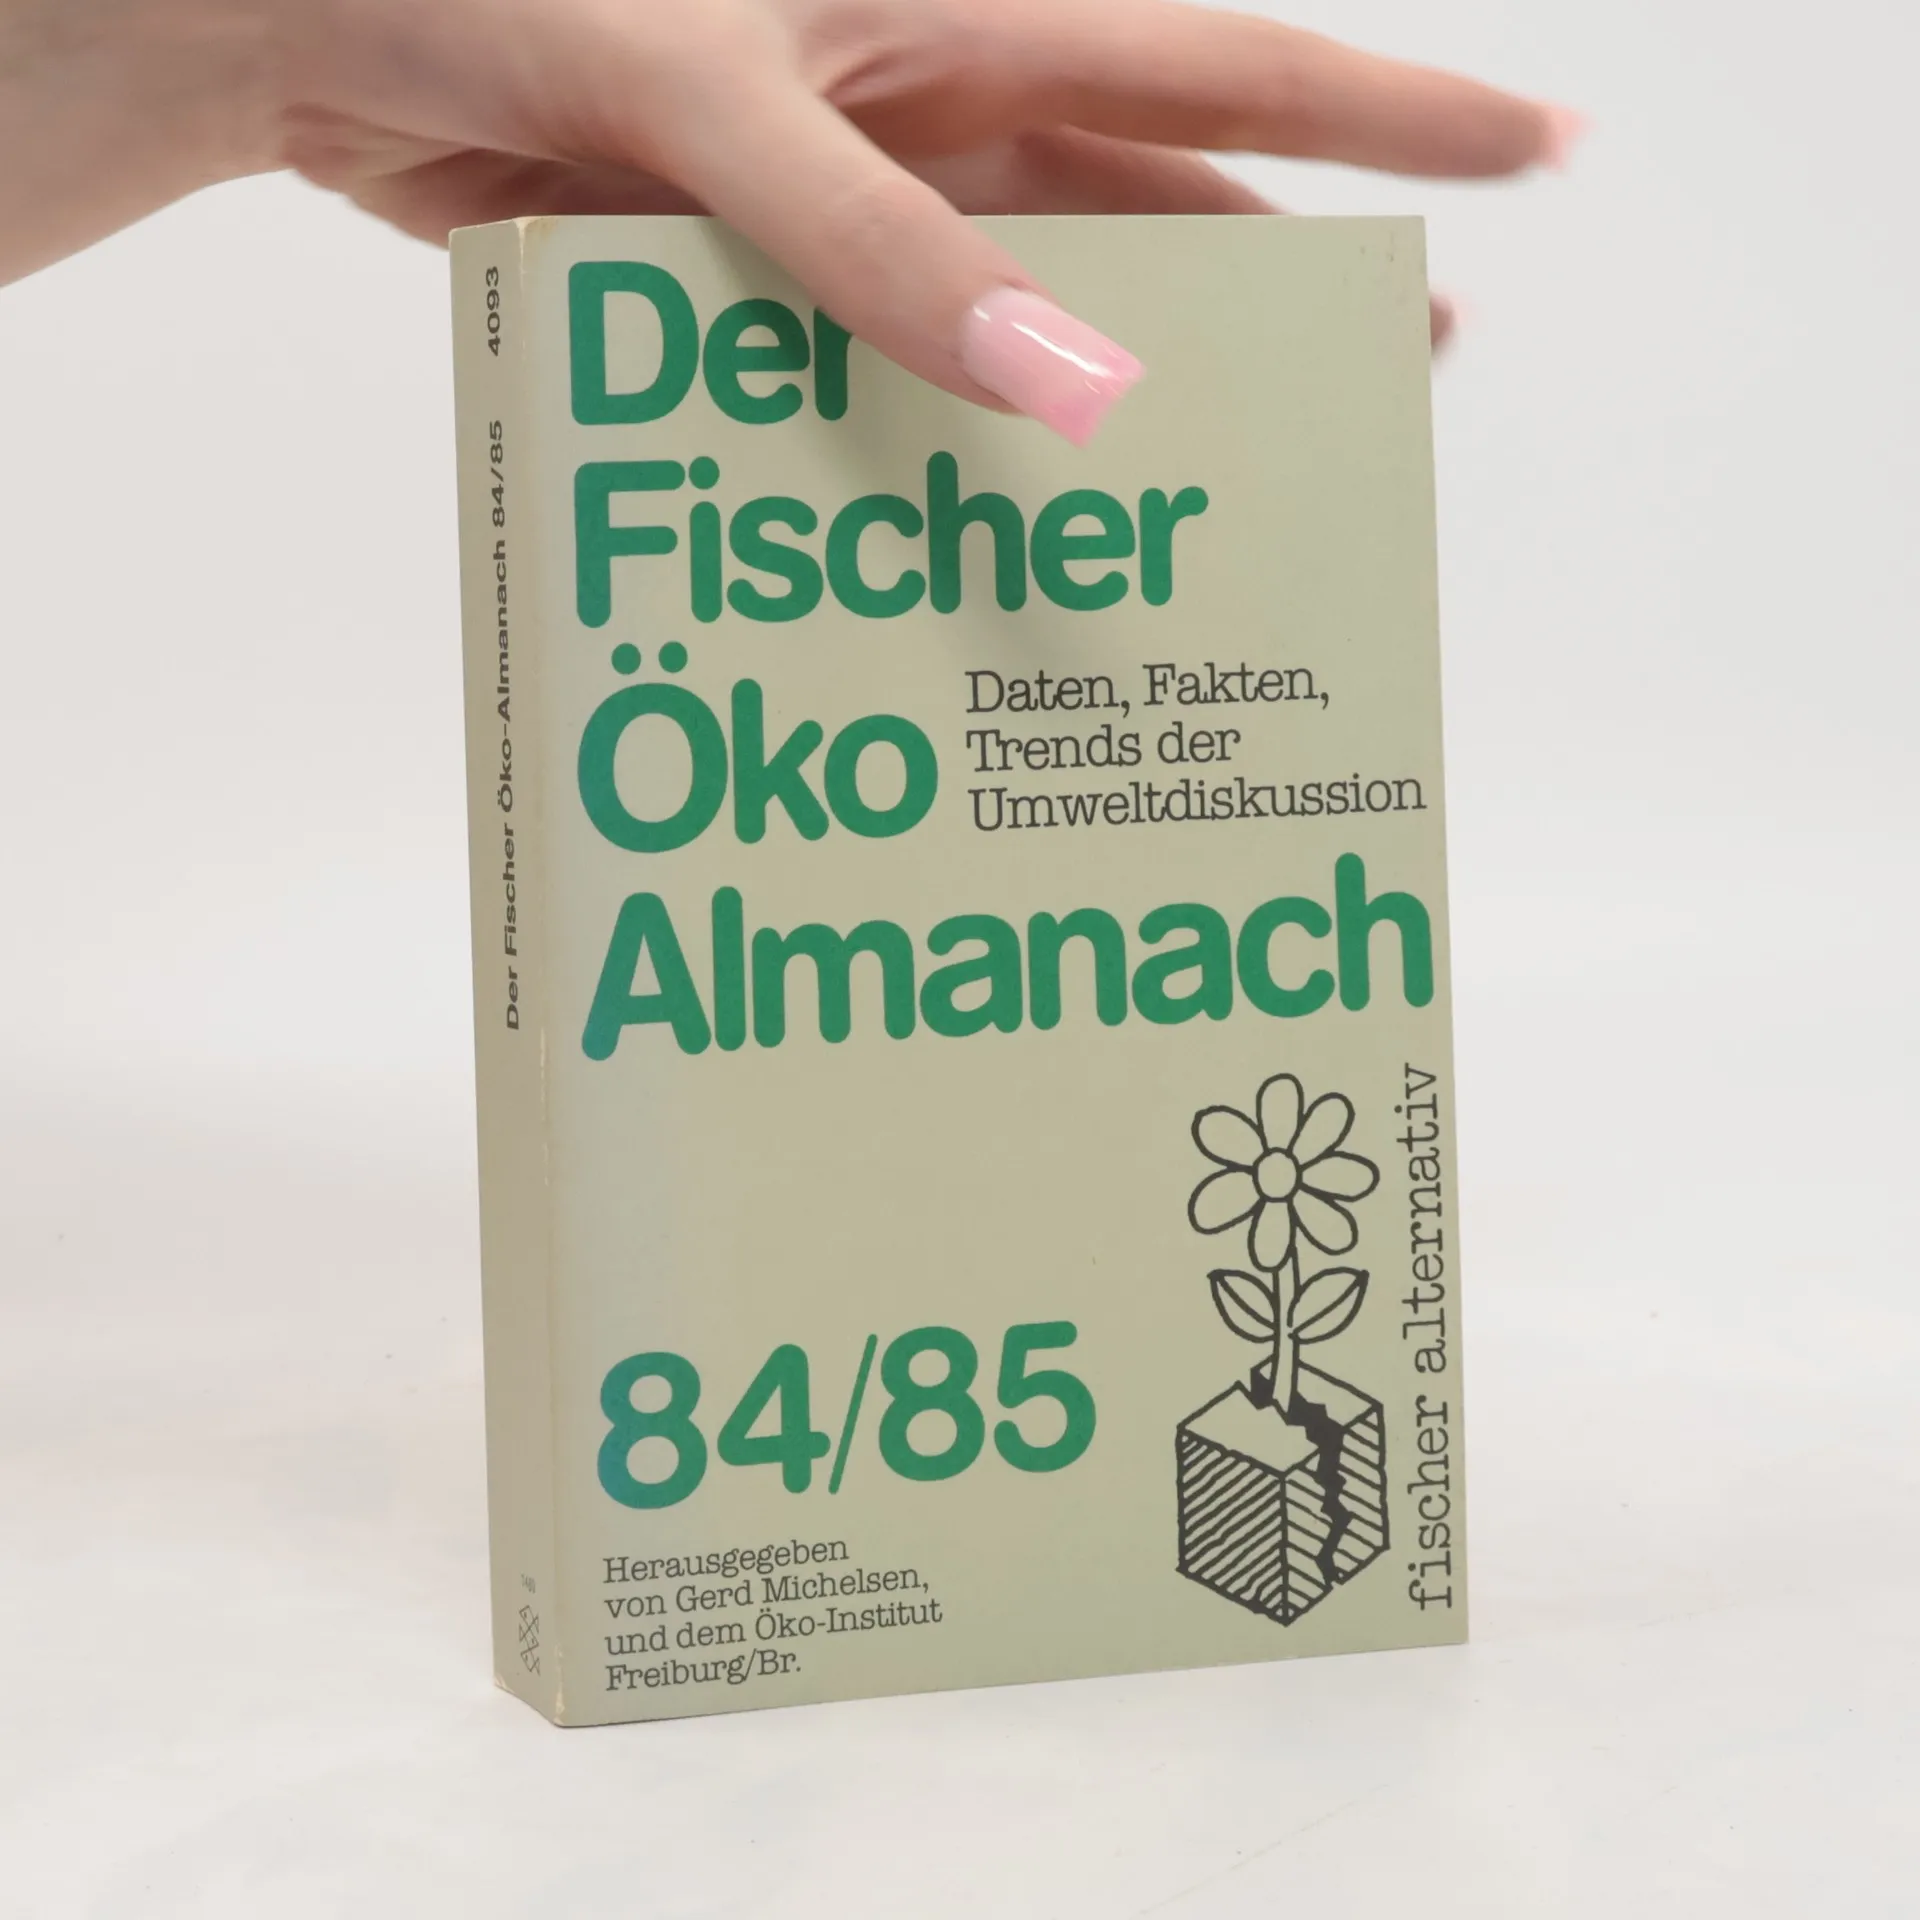 Der
Fischer
Öko
Almanach
Daten, Fakten,
Trends der
Umweltdiskussion
84/85
Herausgegeben
von Gerd Michelsen,
und dem Öko-Institut
Freiburg/Br.
fischer alternativ
Der Fischer Öko-Almanach 84/85 4093